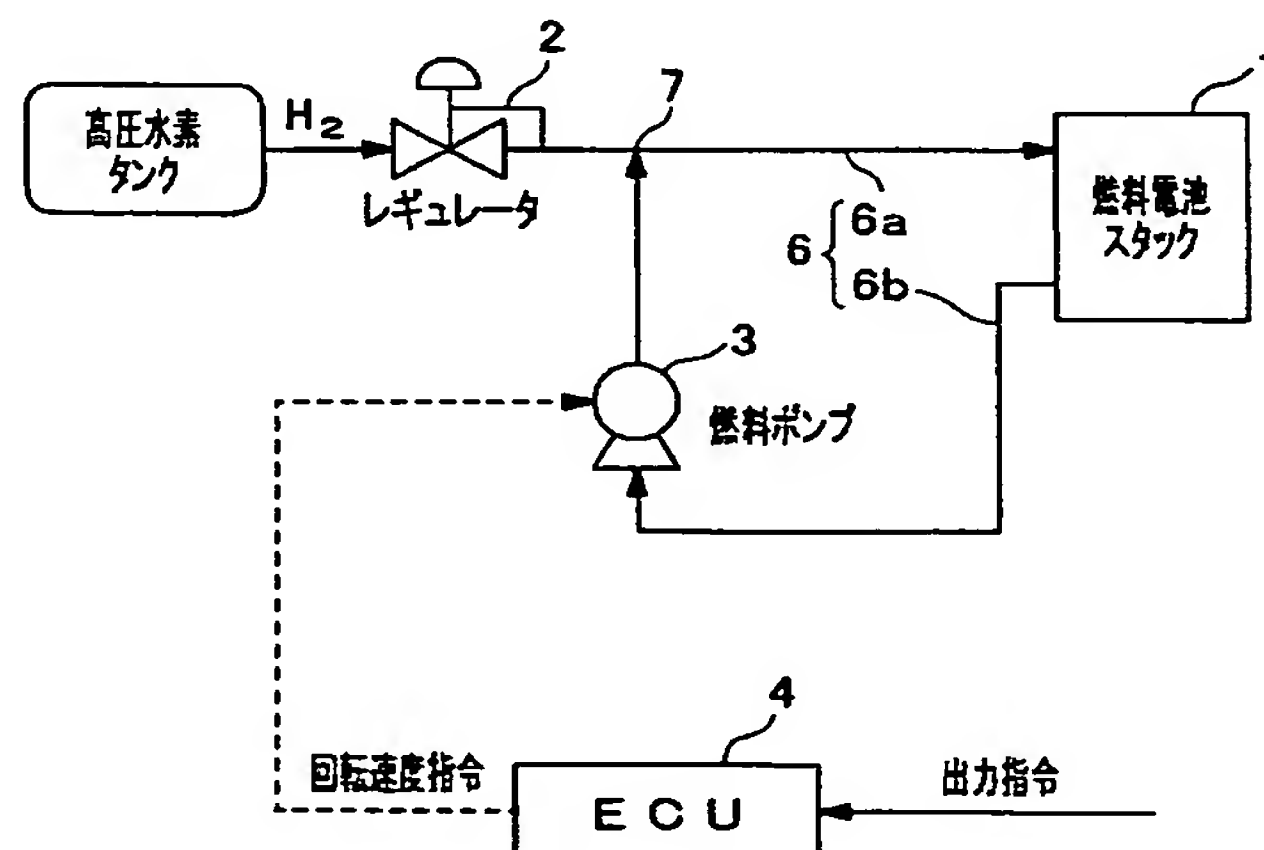 2
7
高圧水素
タンク
H₂
レギュレータ
燃料電池
スタック
6
6a
6b
3
燃料ポンプ
4
回転速度指令
ECU
出力指令